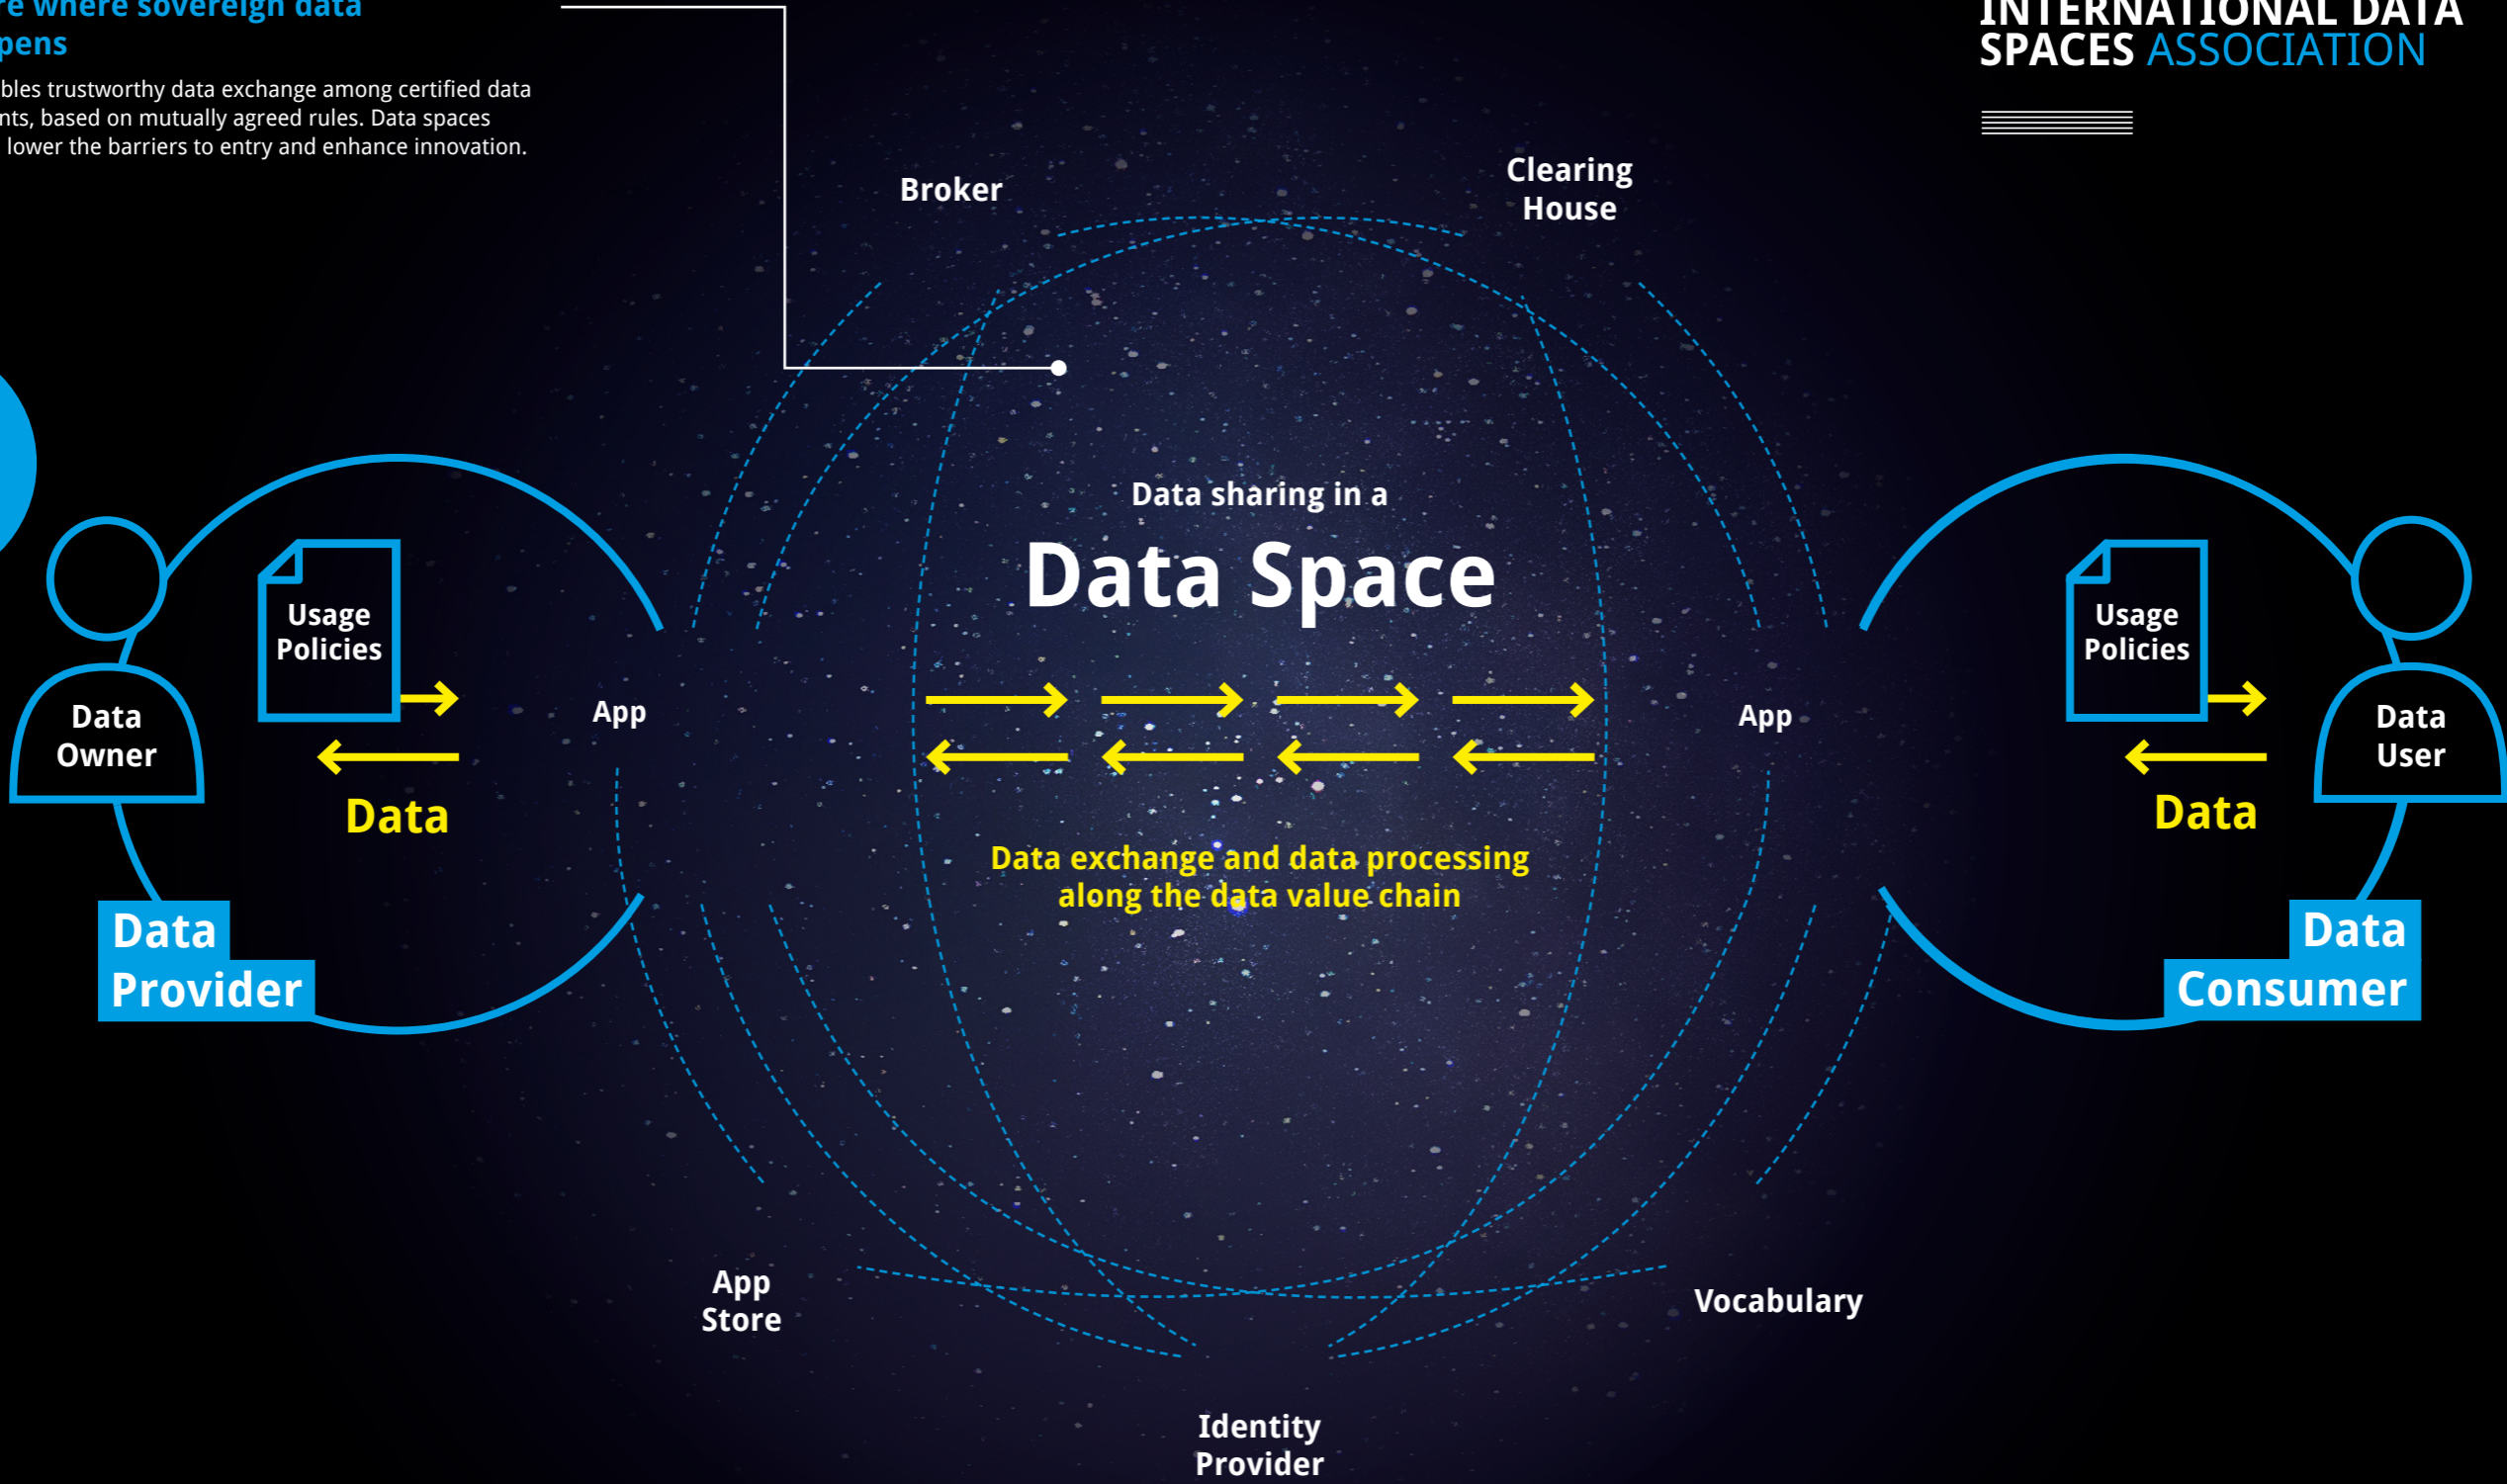 re where sovereign data
pens
bles trustworthy data exchange among certified data
nts, based on mutually agreed rules. Data spaces
lower the barriers to entry and enhance innovation.
INTERNATIONAL DATA
SPACES ASSOCIATION
Broker
Clearing
House
Data sharing in a
Data Space
Usage
Policies
Data
Owner
App
Data
Data
Provider
Data exchange and data processing
along the data value chain
App
Usage
Policies
Data
User
Data
Data
Consumer
App
Store
Vocabulary
Identity
Provider